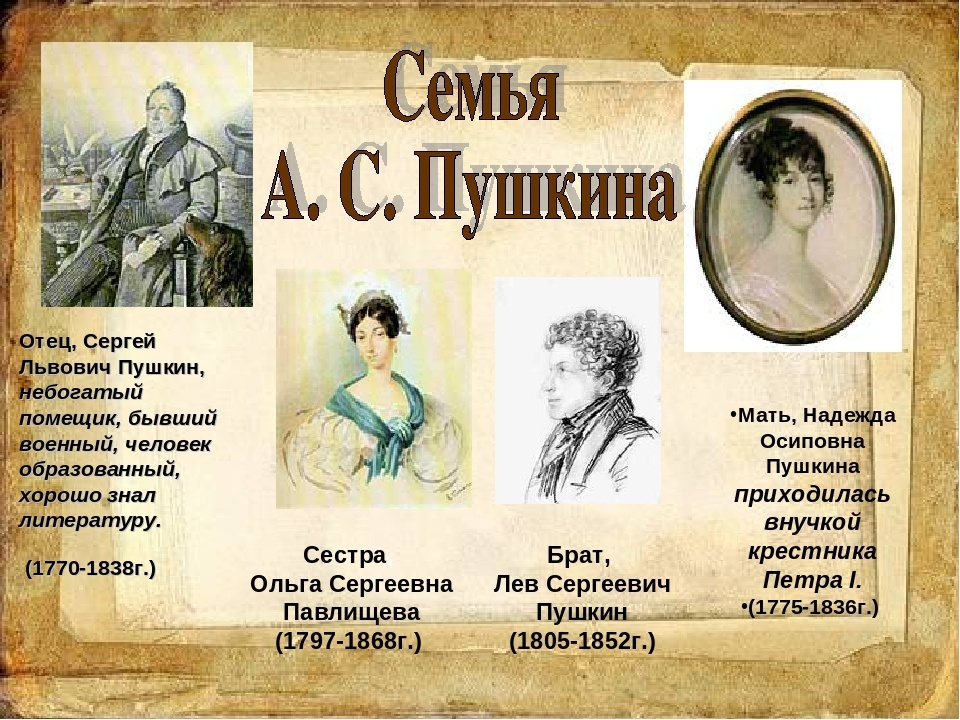 Семья
А. С. Пушкина
Отец, Сергей
Львович Пушкин,
небогатый
помещик, бывший
военный, человек
образованный,
хорошо знал
литературу.
(1770-1838г.)
Сестра
Ольга Сергеевна
Павлищева
(1797-1868г.)
Брат,
Лев Сергеевич
Пушкин
(1805-1852г.)
•Мать, Надежда
Осиповна
Пушкина
приходилась
внучкой
крестника
Петра I.
•(1775-1836г.)